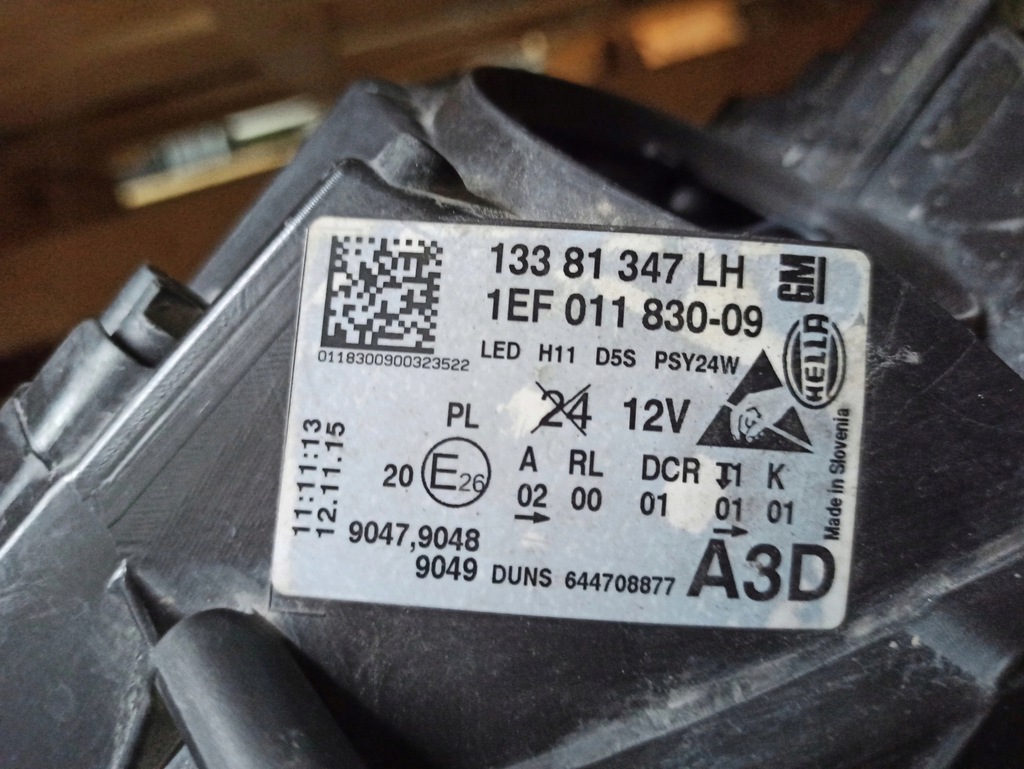 133 81 347 LH GM
1EF 011 830-09
HELLA
0118300900323522
LED H11 D5S PSY24W
PL 24 12V
20 E26
A RL DCR T1 K
02 00 01 01 01
11:11:13
12.11.15
9047,9048
9049 DUNS 644708877 A3D
Made in Slovenia